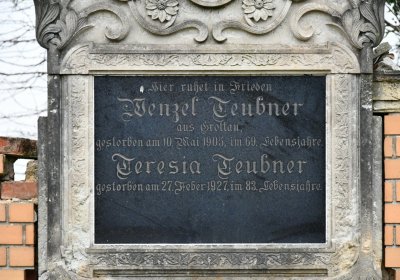 Hier ruhet in Frieden
Wenzel Teubner
aus Grottau,
gestorben am 10. Mai 1903, im 69. Lebensjahre.
Teresia Teubner
gestorben am 27. Feber 1927, im 83. Lebensjahre.